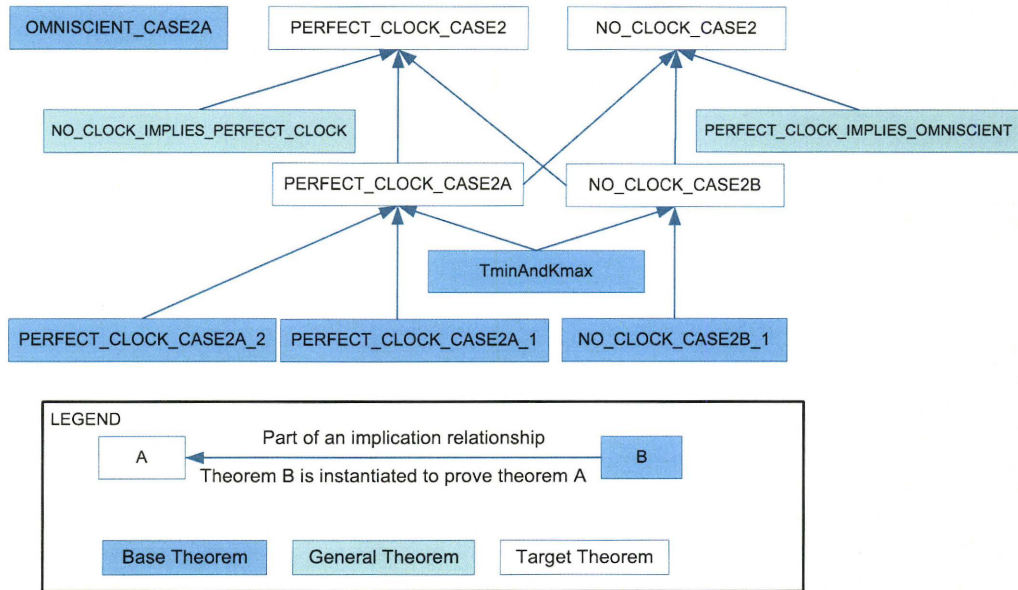 OMNISCIENT_CASE2A
PERFECT_CLOCK_CASE2
NO_CLOCK_CASE2
NO_CLOCK_IMPLIES_PERFECT_CLOCK
PERFECT_CLOCK_IMPLIES_OMNISCIENT
PERFECT_CLOCK_CASE2A
NO_CLOCK_CASE2B
TminAndKmax
PERFECT_CLOCK_CASE2A_2
PERFECT_CLOCK_CASE2A_1
NO_CLOCK_CASE2B_1
LEGEND
A
Part of an implication relationship
Theorem B is instantiated to prove theorem A
B
Base Theorem
General Theorem
Target Theorem